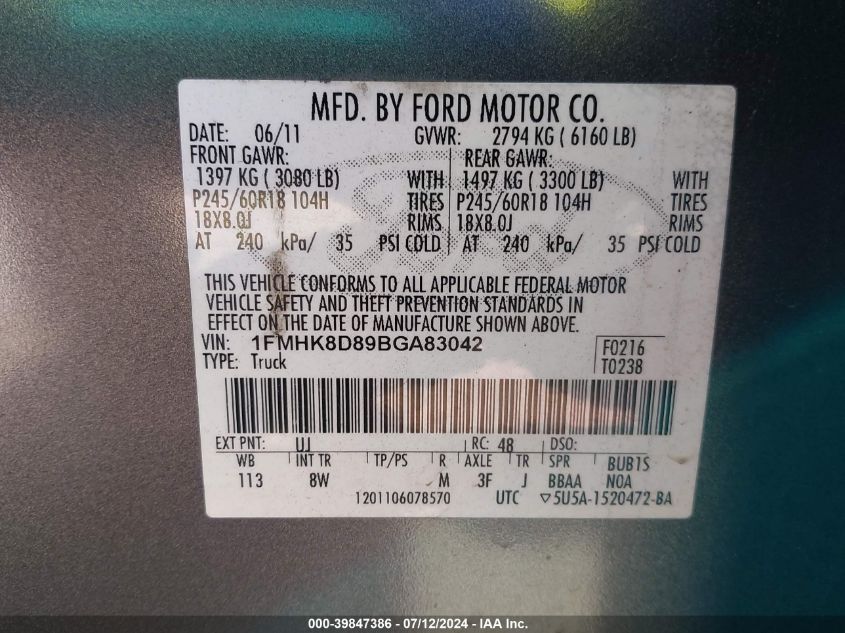 MFD. BY FORD MOTOR CO.
DATE: 06/11 GVWR: 2794 KG ( 6160 LB)
FRONT GAWR: REAR GAWR:
1397 KG ( 3080 LB) WITH 1497 KG ( 3300 LB) WITH
P245/60R18 104H TIRES P245/60R18 104H TIRES
18X8.0J RIMS 18X8.0J RIMS
AT 240 kPa/ 35 PSI COLD AT 240 kPa/ 35 PSI COLD
THIS VEHICLE CONFORMS TO ALL APPLICABLE FEDERAL MOTOR
VEHICLE SAFETY AND THEFT PREVENTION STANDARDS IN
EFFECT ON THE DATE OF MANUFACTURE SHOWN ABOVE.
VIN: 1FMHK8D89BGA83042 F0216
TYPE: Truck T0238
EXT PNT: UJ RC: 48 DSO:
WB INT TR TP/PS R AXLE TR SPR BUB1S
113 8W M 3F J BBAA N0A
1201106078570 UTC ▽5U5A-1520472-BA
000-39847386 - 07/12/2024 - IAA Inc.